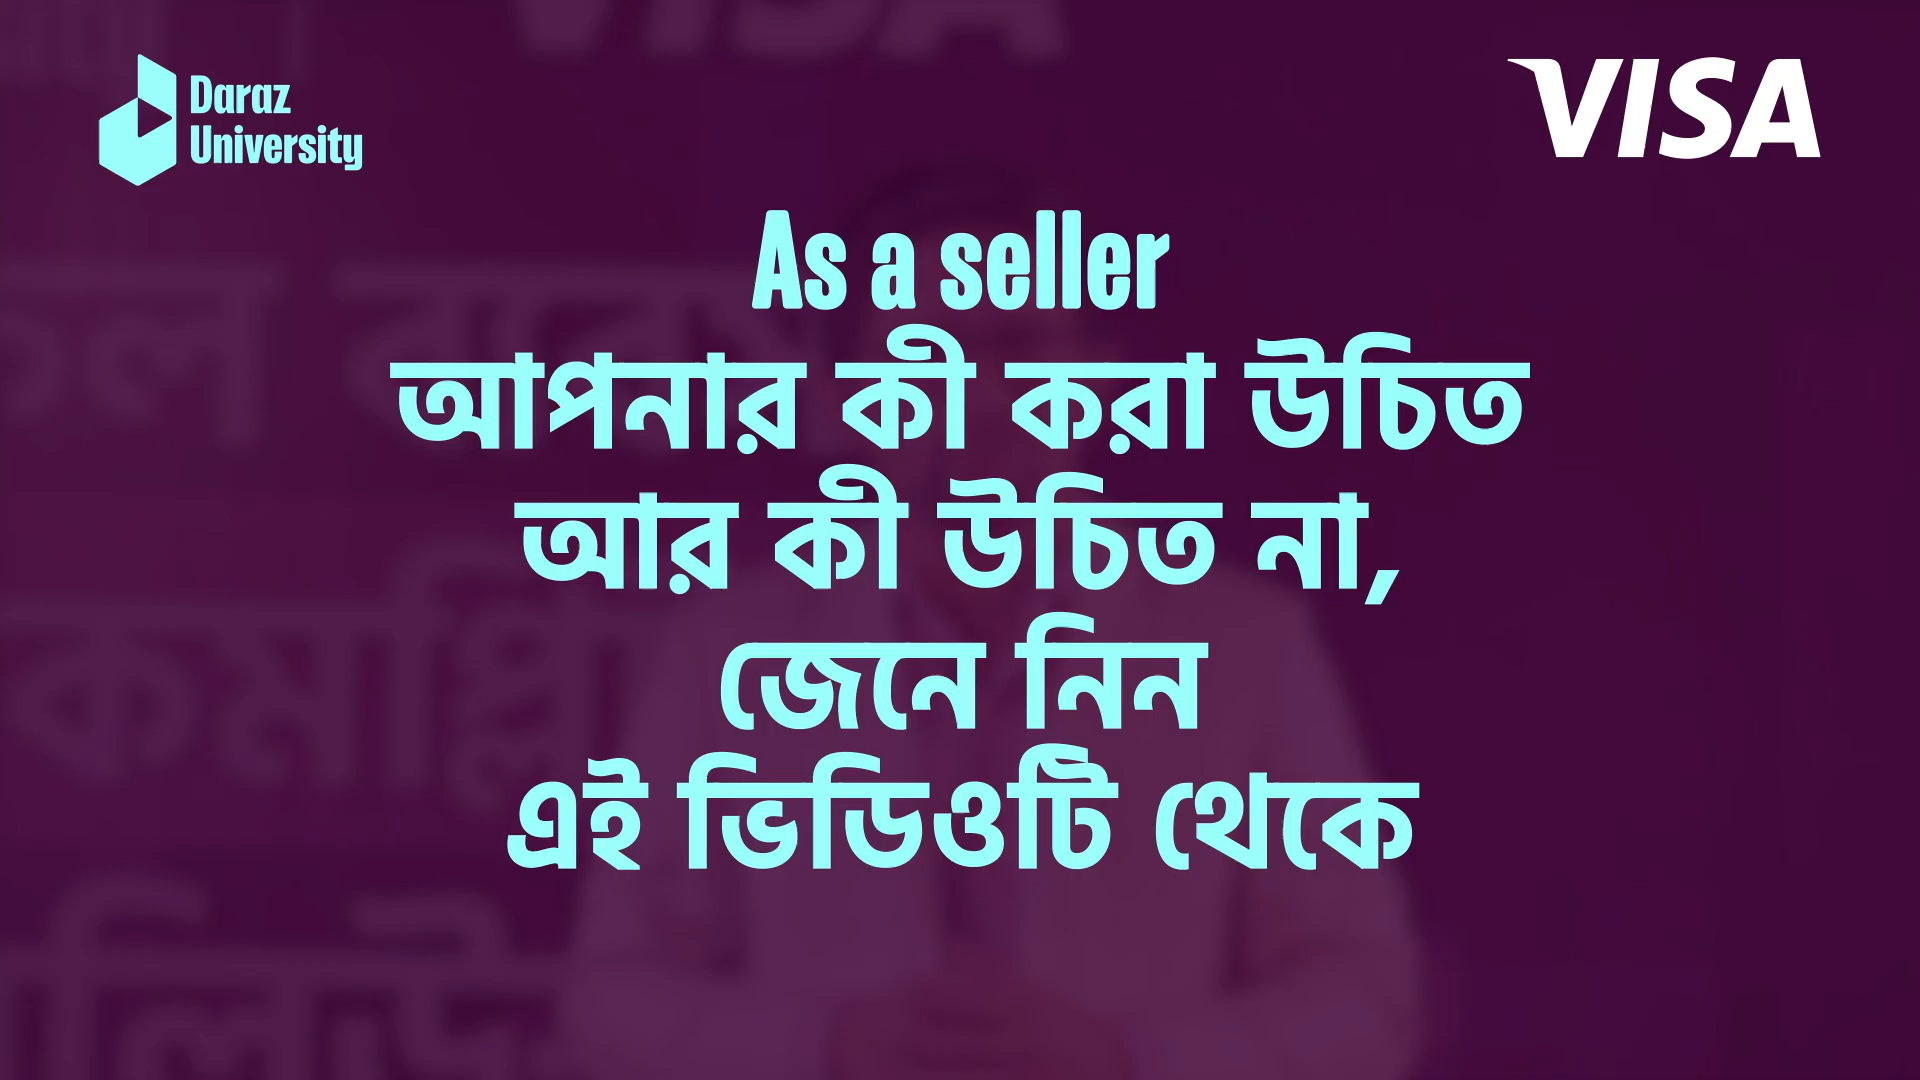 Daraz
University
VISA
As a seller
আপনার কী করা উচিত
আর কী উচিত না,
জেনে নিন
এই ভিডিওটি থেকে